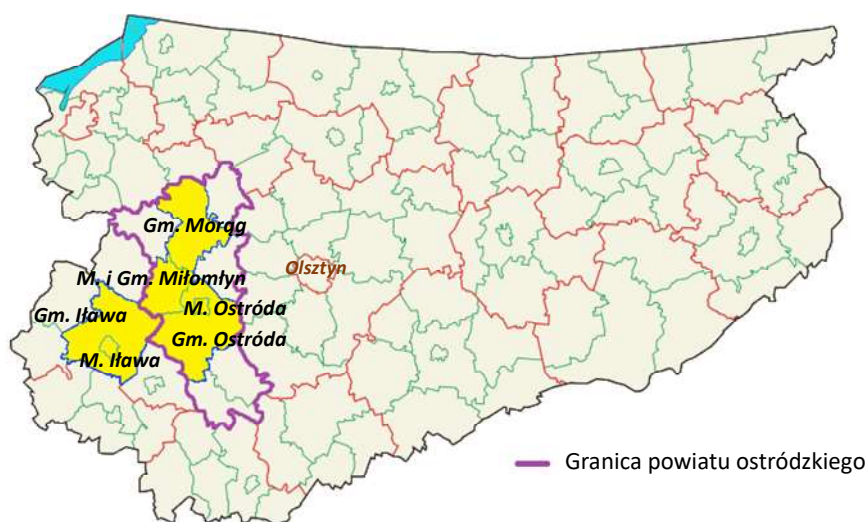 Gm. Morąg
Olsztyn
M. i Gm. Miłomłyn
M. Ostróda
Gm. Iława
Gm. Ostróda
M. Iława
Granica powiatu ostródzkiego